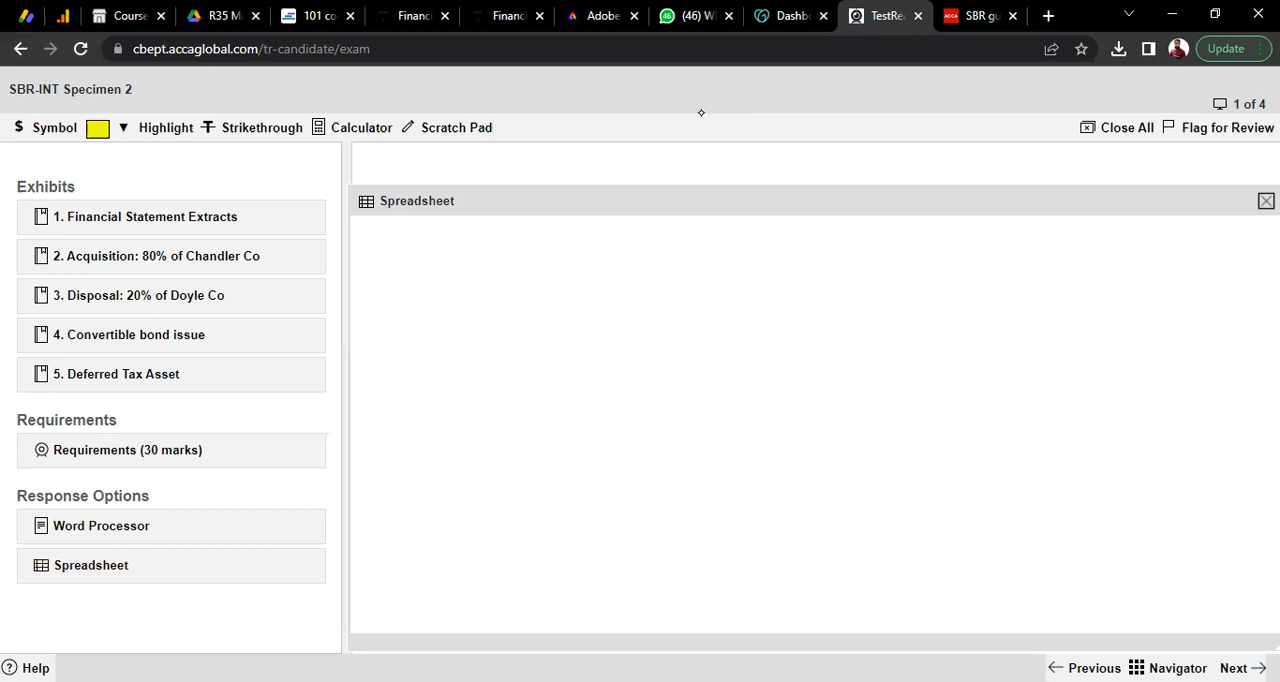 Course
R35 M
101 co
Financi
Financi
Adobe
(46) W
Dashb
TestRe
SBR gu
cbept.accaglobal.com/tr-candidate/exam
Update
SBR-INT Specimen 2
1 of 4
$ Symbol
Highlight
Strikethrough
Calculator
Scratch Pad
Close All
Flag for Review
Exhibits
1. Financial Statement Extracts
2. Acquisition: 80% of Chandler Co
3. Disposal: 20% of Doyle Co
4. Convertible bond issue
5. Deferred Tax Asset
Requirements
Requirements (30 marks)
Response Options
Word Processor
Spreadsheet
Spreadsheet
Help
Previous
Navigator
Next